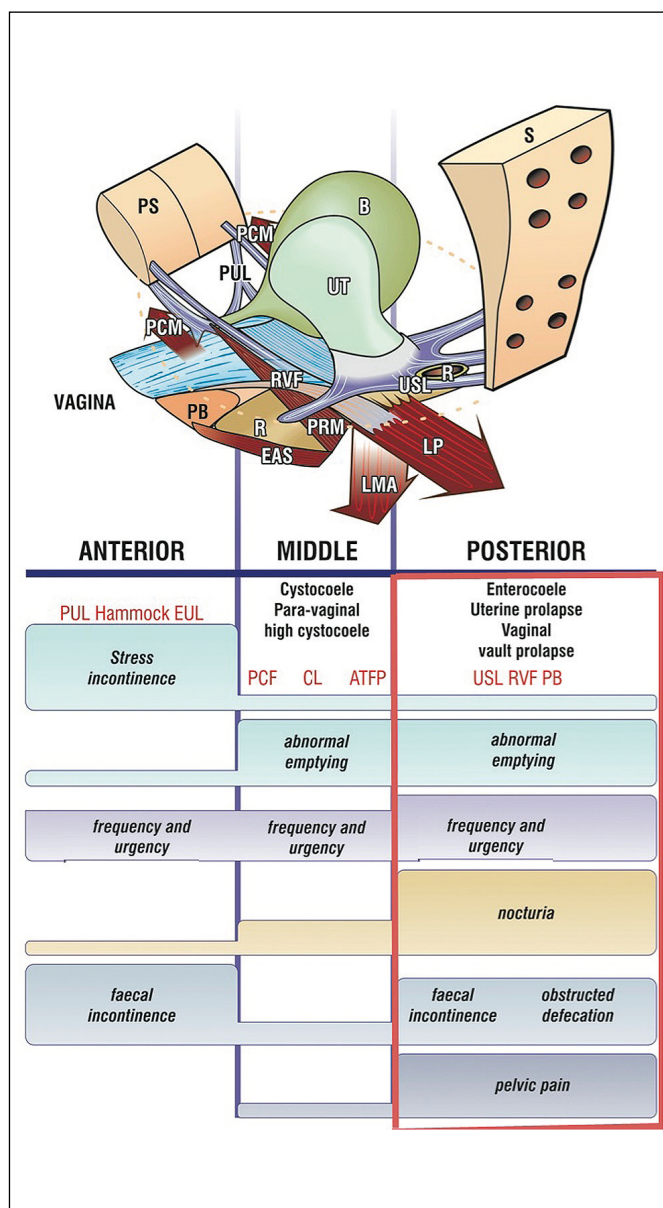 S
PS
B
PCM
PUL
UT
PCM
RVF
USL
R
VAGINA
PB
R
PRM
LP
EAS
LMA
ANTERIOR
MIDDLE
POSTERIOR
Cystocoele
Para-vaginal
high cystocoele
Enterocoele
Uterine prolapse
Vaginal
vault prolapse
PUL Hammock EUL
Stress
incontinence
PCF CL ATFP
USL RVF PB
abnormal
emptying
abnormal
emptying
frequency and
urgency
frequency and
urgency
frequency and
urgency
nocturia
faecal
incontinence
faecal
incontinence
obstructed
defecation
pelvic pain